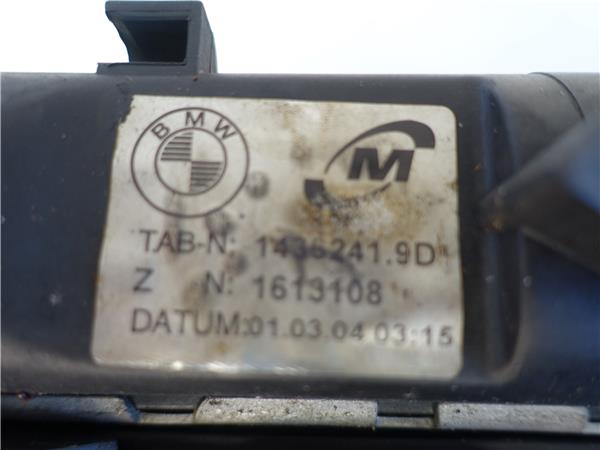 BMW
M
TAB-N: 1436241.9D
Z N: 1613108
DATUM:01.03.04 03:15